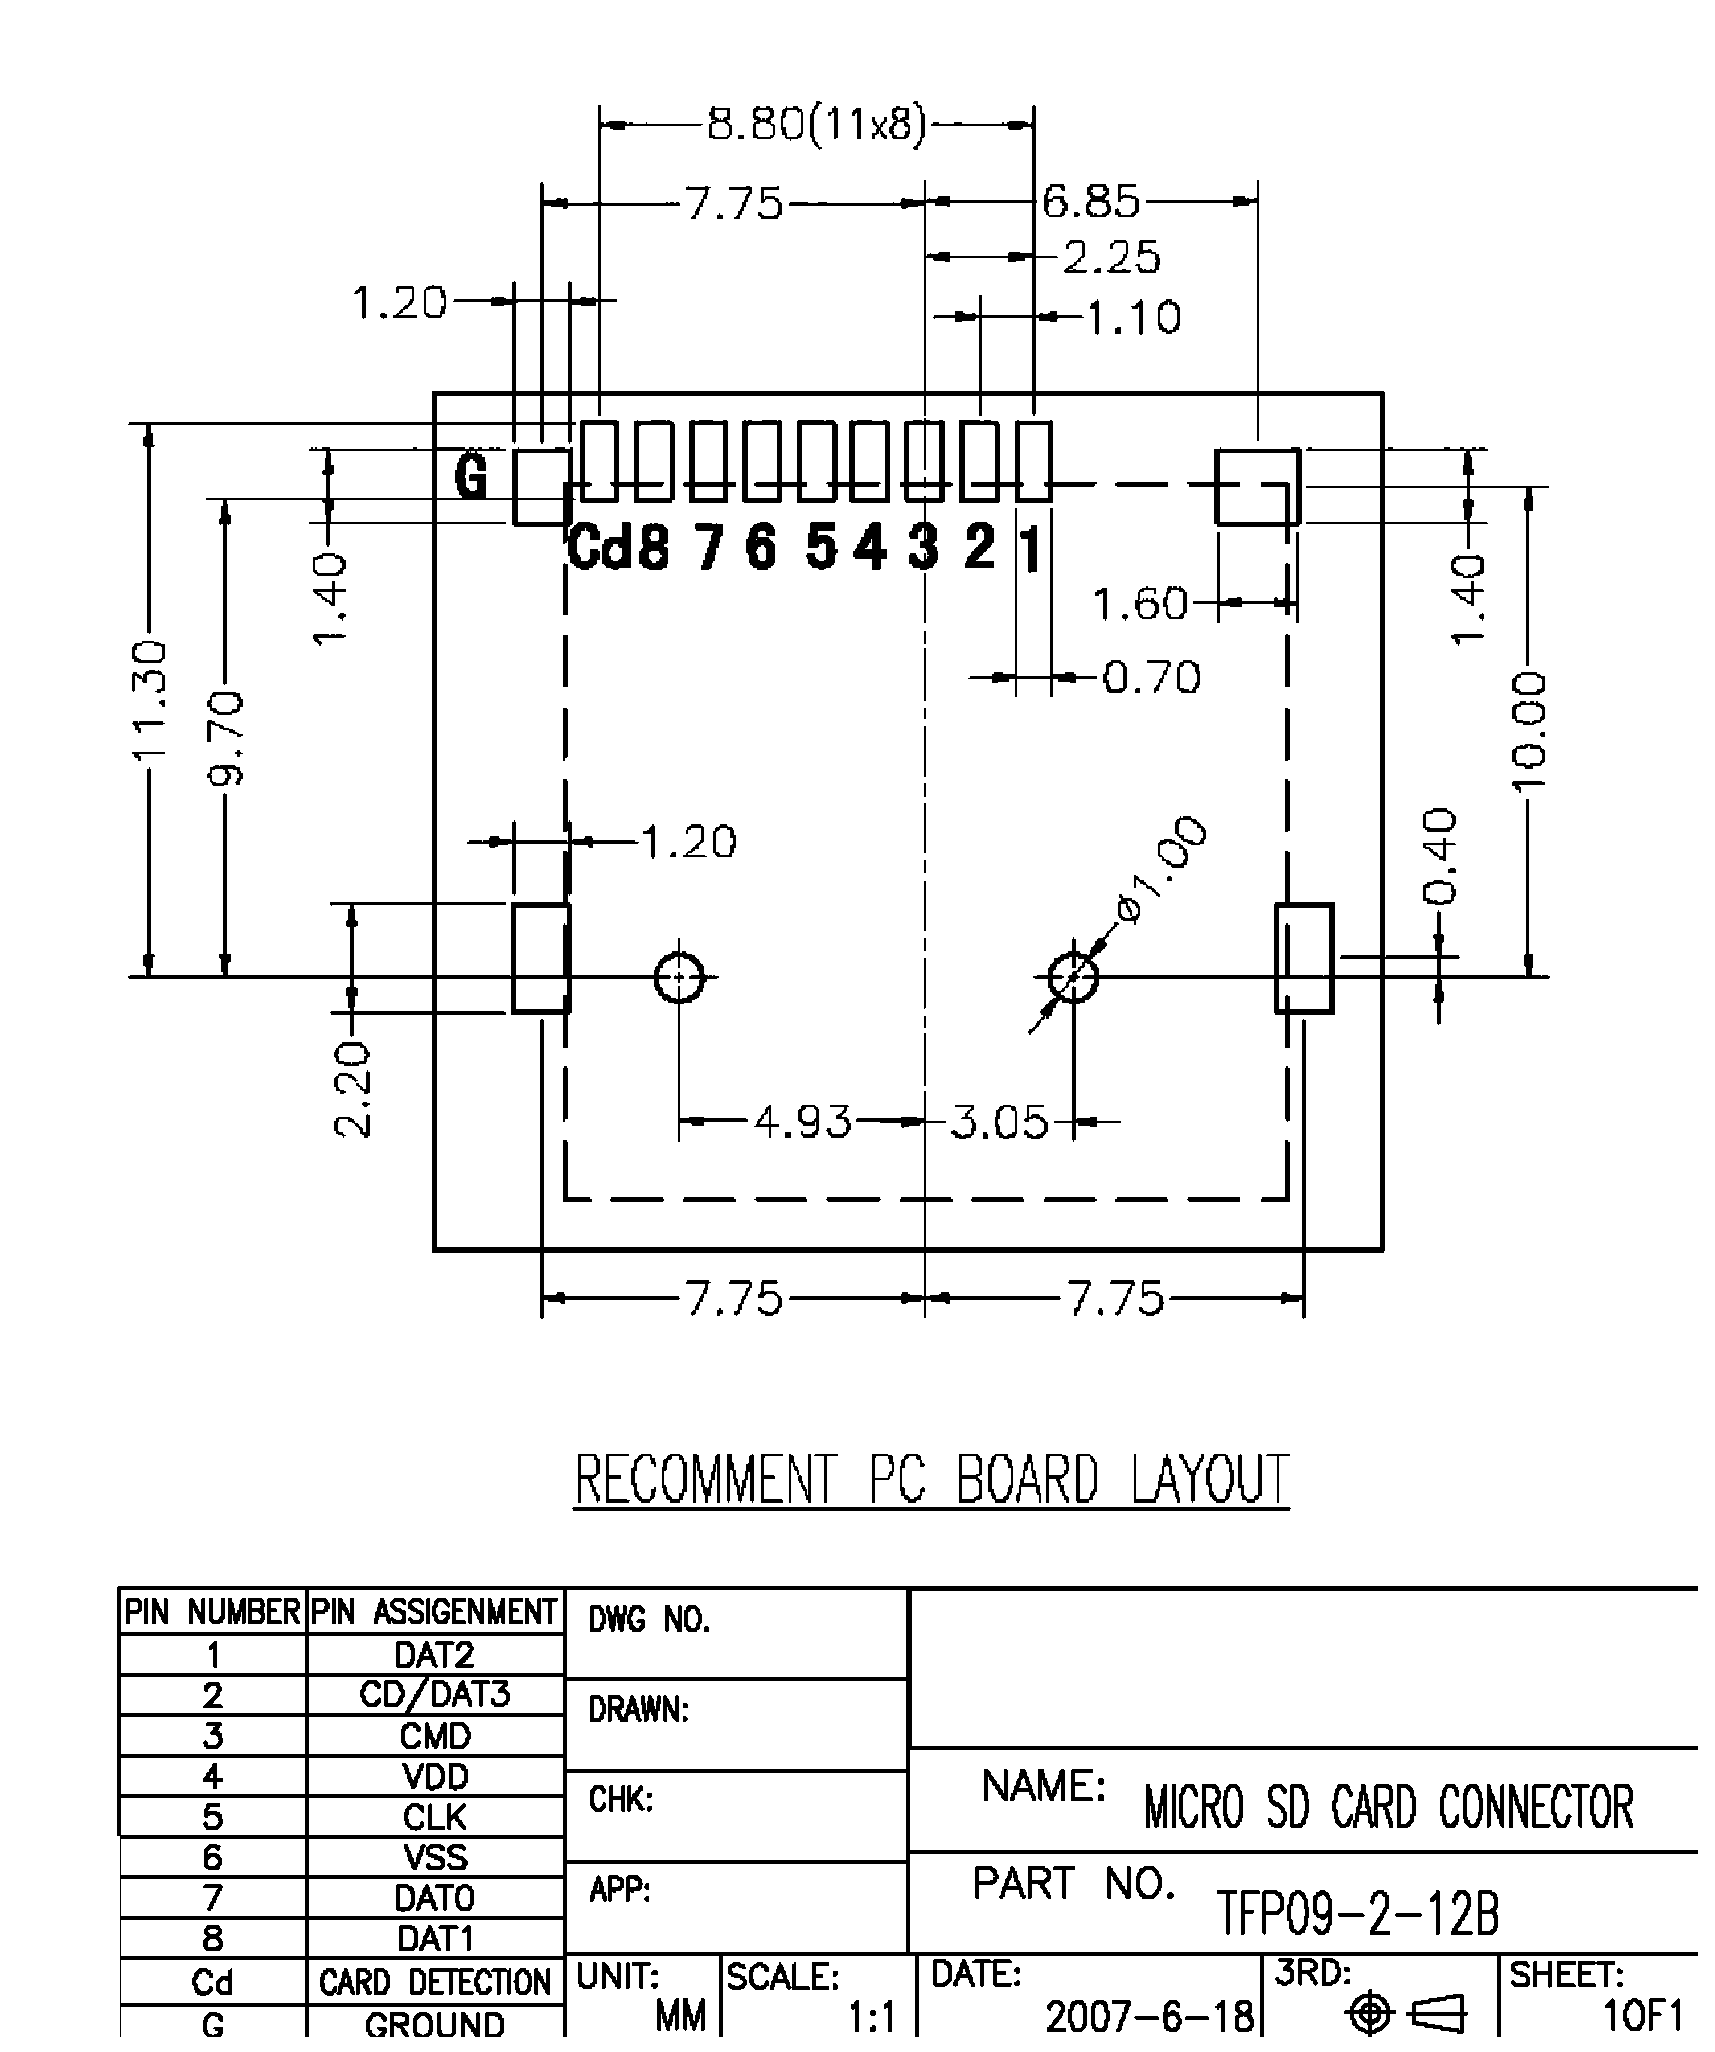 8.80(11x8)
7.75
6.85
2.25
1.20
1.10
G
Cd 8 7 6 5 4 3 2 1
1.40
1.60
1.40
11.30
0.70
9.70
10.00
1.20
ø1.00
0.40
2.20
4.93
3.05
7.75
7.75
RECOMMENT PC BOARD LAYOUT
PIN NUMBER PIN ASSIGENMENT
1 DAT2
2 CD/DAT3
3 CMD
4 VDD
5 CLK
6 VSS
7 DAT0
8 DAT1
Cd CARD DETECTION
G GROUND
DWG NO.
DRAWN:
CHK:
APP:
NAME: MICRO SD CARD CONNECTOR
PART NO. TFP09-2-12B
UNIT: MM
SCALE: 1:1
DATE: 2007-6-18
3RD:
SHEET: 1OF1